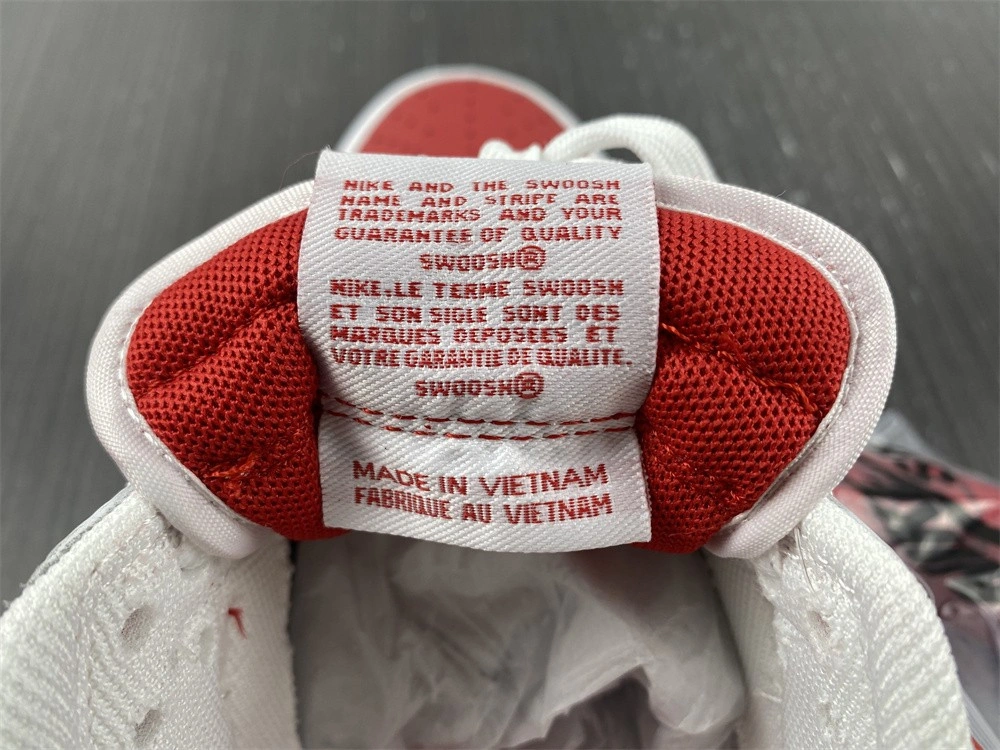 NIKE AND THE SWOOSH
NAME AND STRIPE ARE
TRADEMARKS AND YOUR
GUARANTEE OF QUALITY
SWOOSH®
NIKE.LE TERME SWOOSH
ET SON SIGLE SONT DES
MARQUES DEPOSEES ET
VOTRE GARANTIE DE QUALITE.
SWOOSH®
MADE IN VIETNAM
FABRIQUE AU VIETNAM